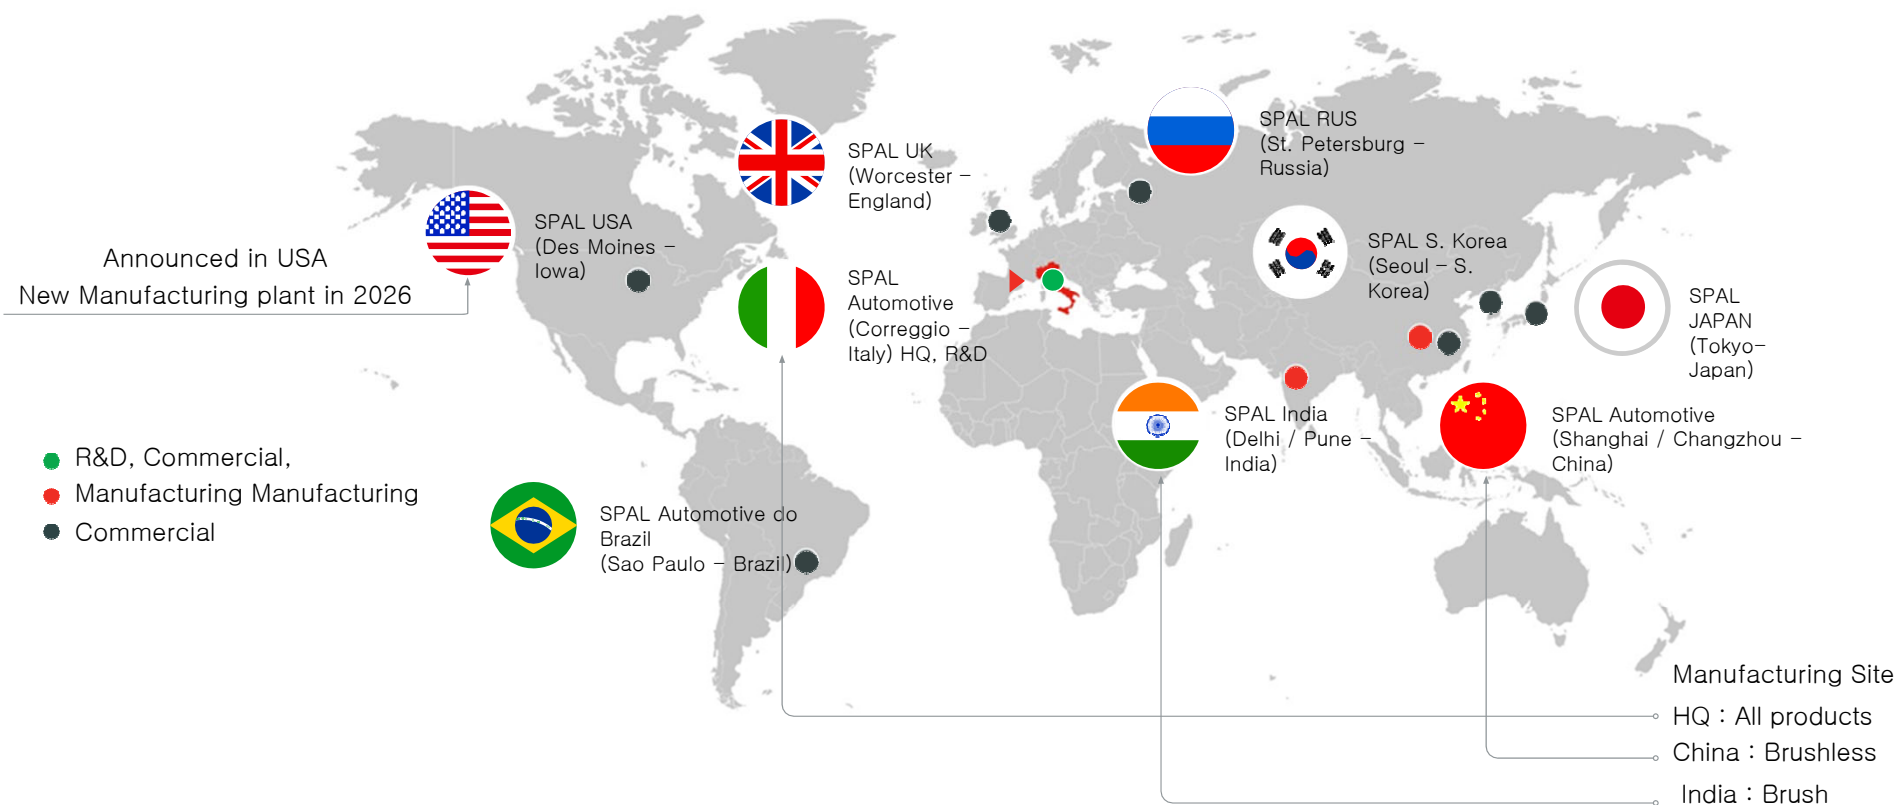 SPAL RUS
(St. Petersburg –
Russia)
SPAL UK
(Worcester –
England)
SPAL USA
(Des Moines –
Iowa)
SPAL S. Korea
(Seoul – S.
Korea)
Announced in USA
New Manufacturing plant in 2026
SPAL
Automotive
(Correggio –
Italy) HQ, R&D
SPAL
JAPAN
(Tokyo–
Japan)
SPAL India
(Delhi / Pune –
India)
SPAL Automotive
(Shanghai / Changzhou –
China)
R&D, Commercial,
Manufacturing Manufacturing
Commercial
SPAL Automotive do
Brazil
(Sao Paulo – Brazil)
Manufacturing Site
HQ : All products
China : Brushless
India : Brush